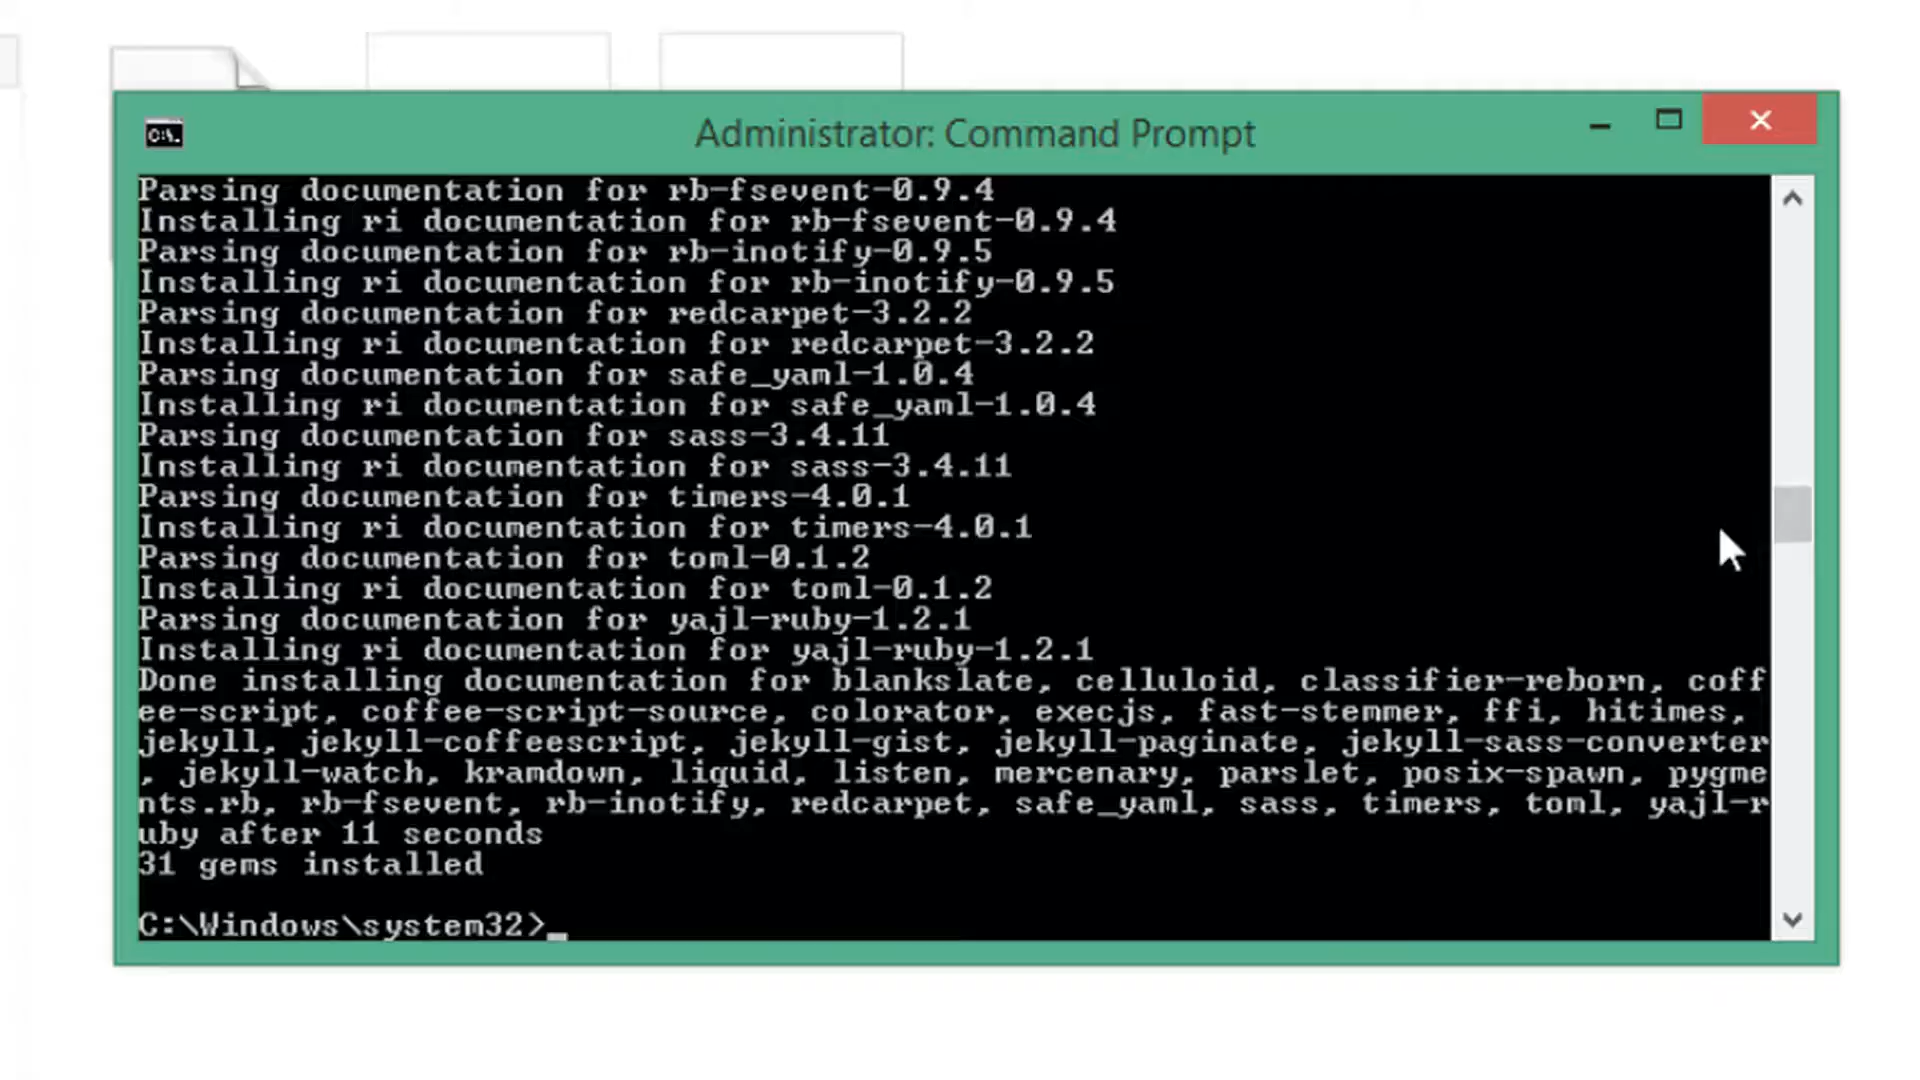 Administrator: Command Prompt
Parsing documentation for rb-fsevent-0.9.4
Installing ri documentation for rb-fsevent-0.9.4
Parsing documentation for rb-inotify-0.9.5
Installing ri documentation for rb-inotify-0.9.5
Parsing documentation for redcarpet-3.2.2
Installing ri documentation for redcarpet-3.2.2
Parsing documentation for safe_yaml-1.0.4
Installing ri documentation for safe_yaml-1.0.4
Parsing documentation for sass-3.4.11
Installing ri documentation for sass-3.4.11
Parsing documentation for timers-4.0.1
Installing ri documentation for timers-4.0.1
Parsing documentation for toml-0.1.2
Installing ri documentation for toml-0.1.2
Parsing documentation for yajl-ruby-1.2.1
Installing ri documentation for yajl-ruby-1.2.1
Done installing documentation for blankslate, celluloid, classifier-reborn, coff
ee-script, coffee-script-source, colorator, execjs, fast-stemmer, ffi, hitimes,
jekyll, jekyll-coffeescript, jekyll-gist, jekyll-paginate, jekyll-sass-converter
, jekyll-watch, kramdown, liquid, listen, mercenary, parslet, posix-spawn, pygme
nts.rb, rb-fsevent, rb-inotify, redcarpet, safe_yaml, sass, timers, toml, yajl-r
uby after 11 seconds
31 gems installed
C:\Windows\system32>_